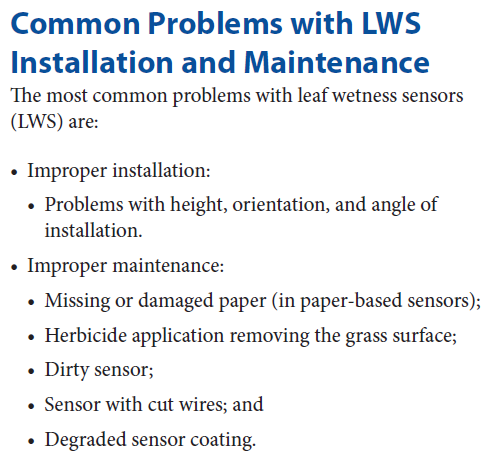 Common Problems with LWS
Installation and Maintenance
The most common problems with leaf wetness sensors
(LWS) are:
• Improper installation:
• Problems with height, orientation, and angle of
installation.
• Improper maintenance:
• Missing or damaged paper (in paper-based sensors);
• Herbicide application removing the grass surface;
• Dirty sensor;
• Sensor with cut wires; and
• Degraded sensor coating.